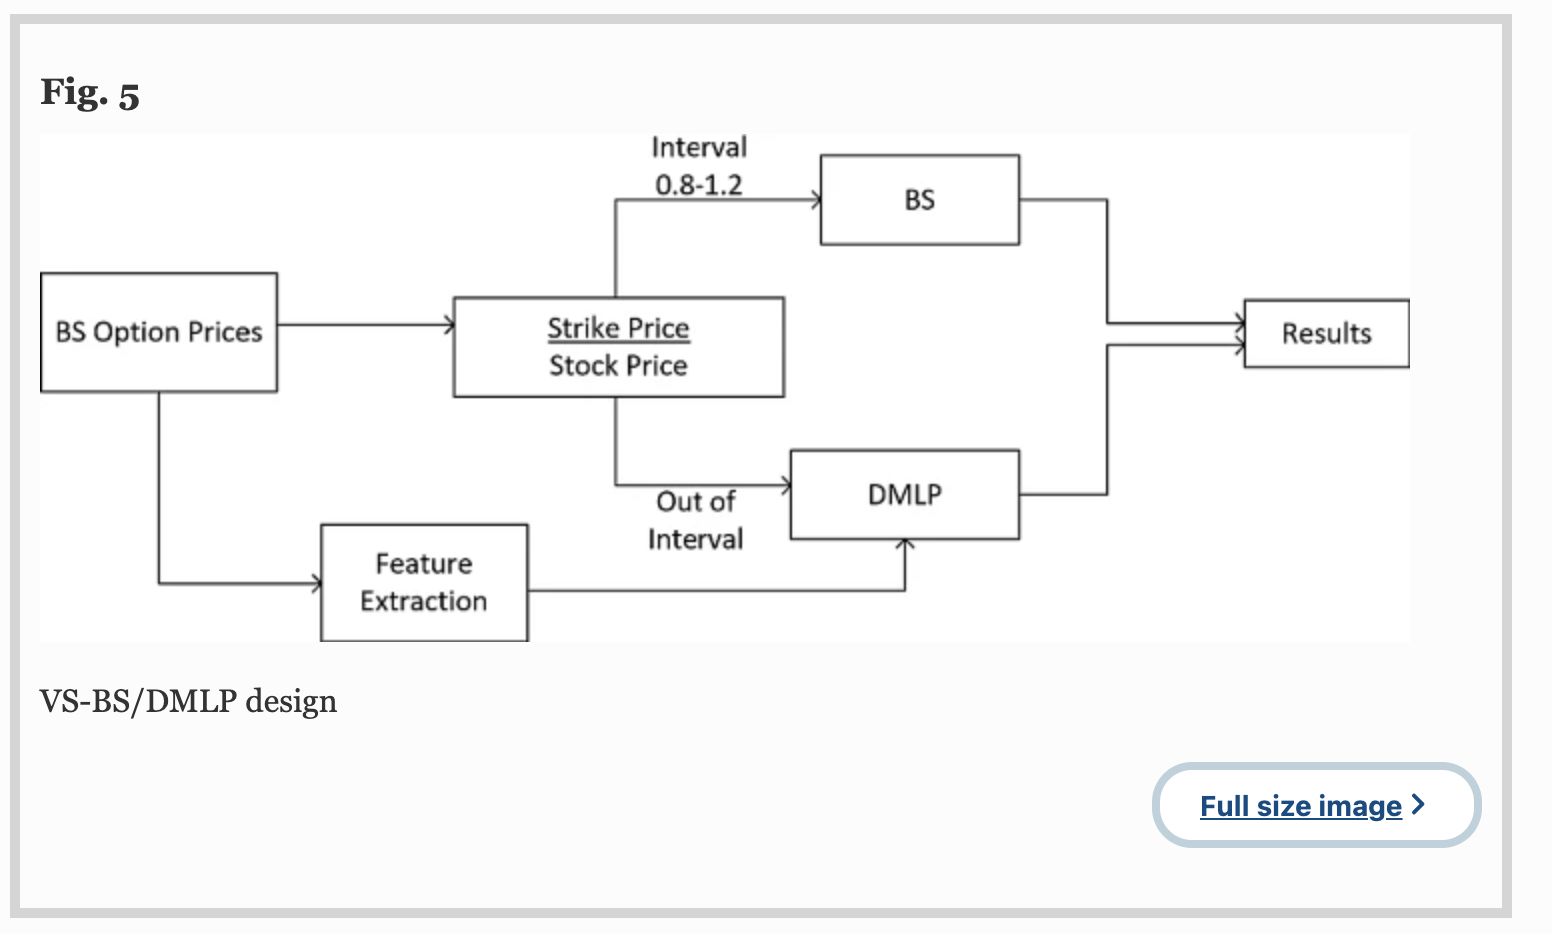 Fig. 5
Interval
0.8-1.2
BS
BS Option Prices
Strike Price
Stock Price
Results
DMLP
Out of
Interval
Feature
Extraction
VS-BS/DMLP design
Full size image